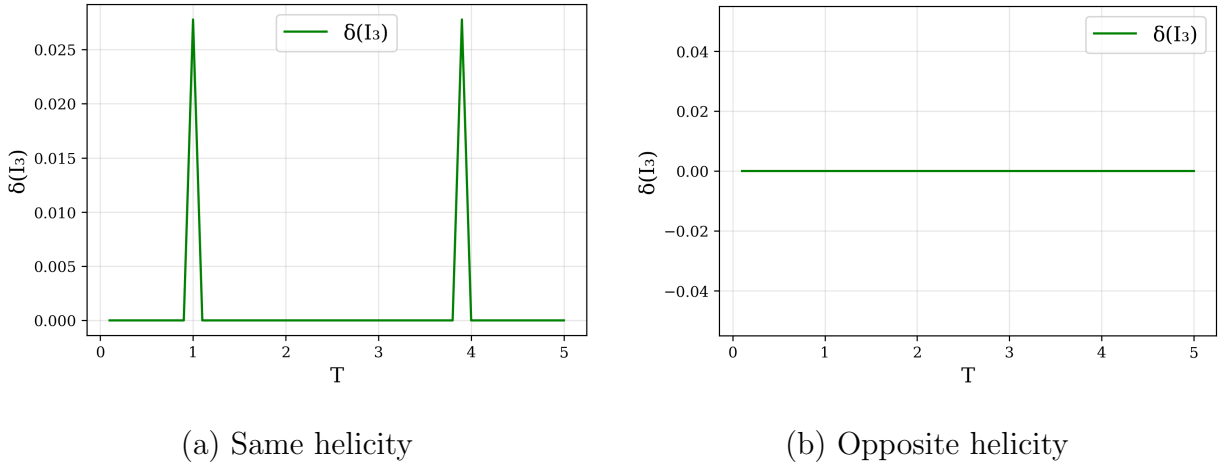 δ(I₃)
0.025
0.020
0.015
0.010
0.005
0.000
δ(I₃)
0 1 2 3 4 5
T
(a) Same helicity
δ(I₃)
0.04
0.02
0.00
−0.02
−0.04
δ(I₃)
0 1 2 3 4 5
T
(b) Opposite helicity